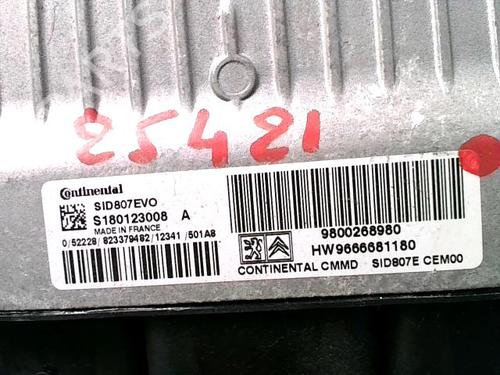 25421
Continental
SID807EVO
S180123008 A
MADE IN FRANCE
0/52228/823379482/12341/501A8
9800268980
HW9666681180
CONTINENTAL CMMD SID807E CEM00